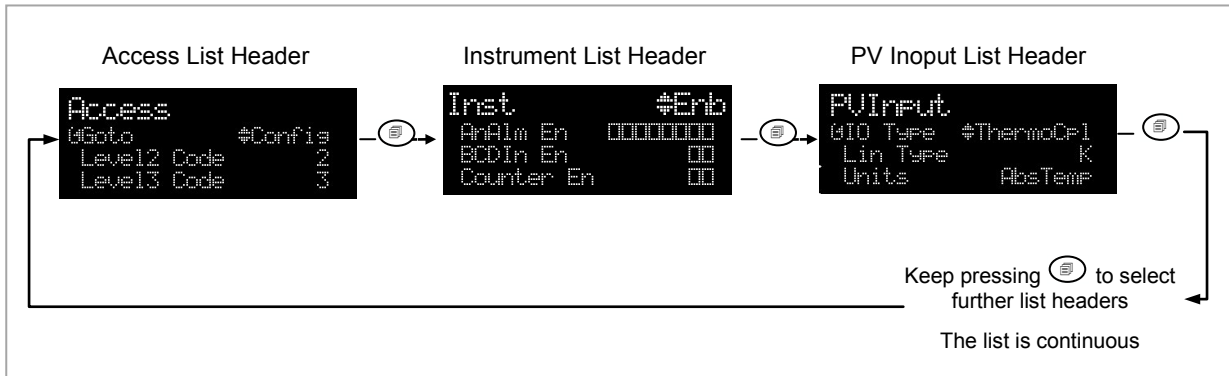 Access List Header
Instrument List Header
PV Inoput List Header
Access
Goto Config
Level2 Code 2
Level3 Code 3
Inst Enb
AnAlm En □□□□□□□□
BCDIn En □□
Counter En □□
PVInput
IO Type ThermoCpl
Lin Type K
Units AbsTemp
Keep pressing to select
further list headers
The list is continuous